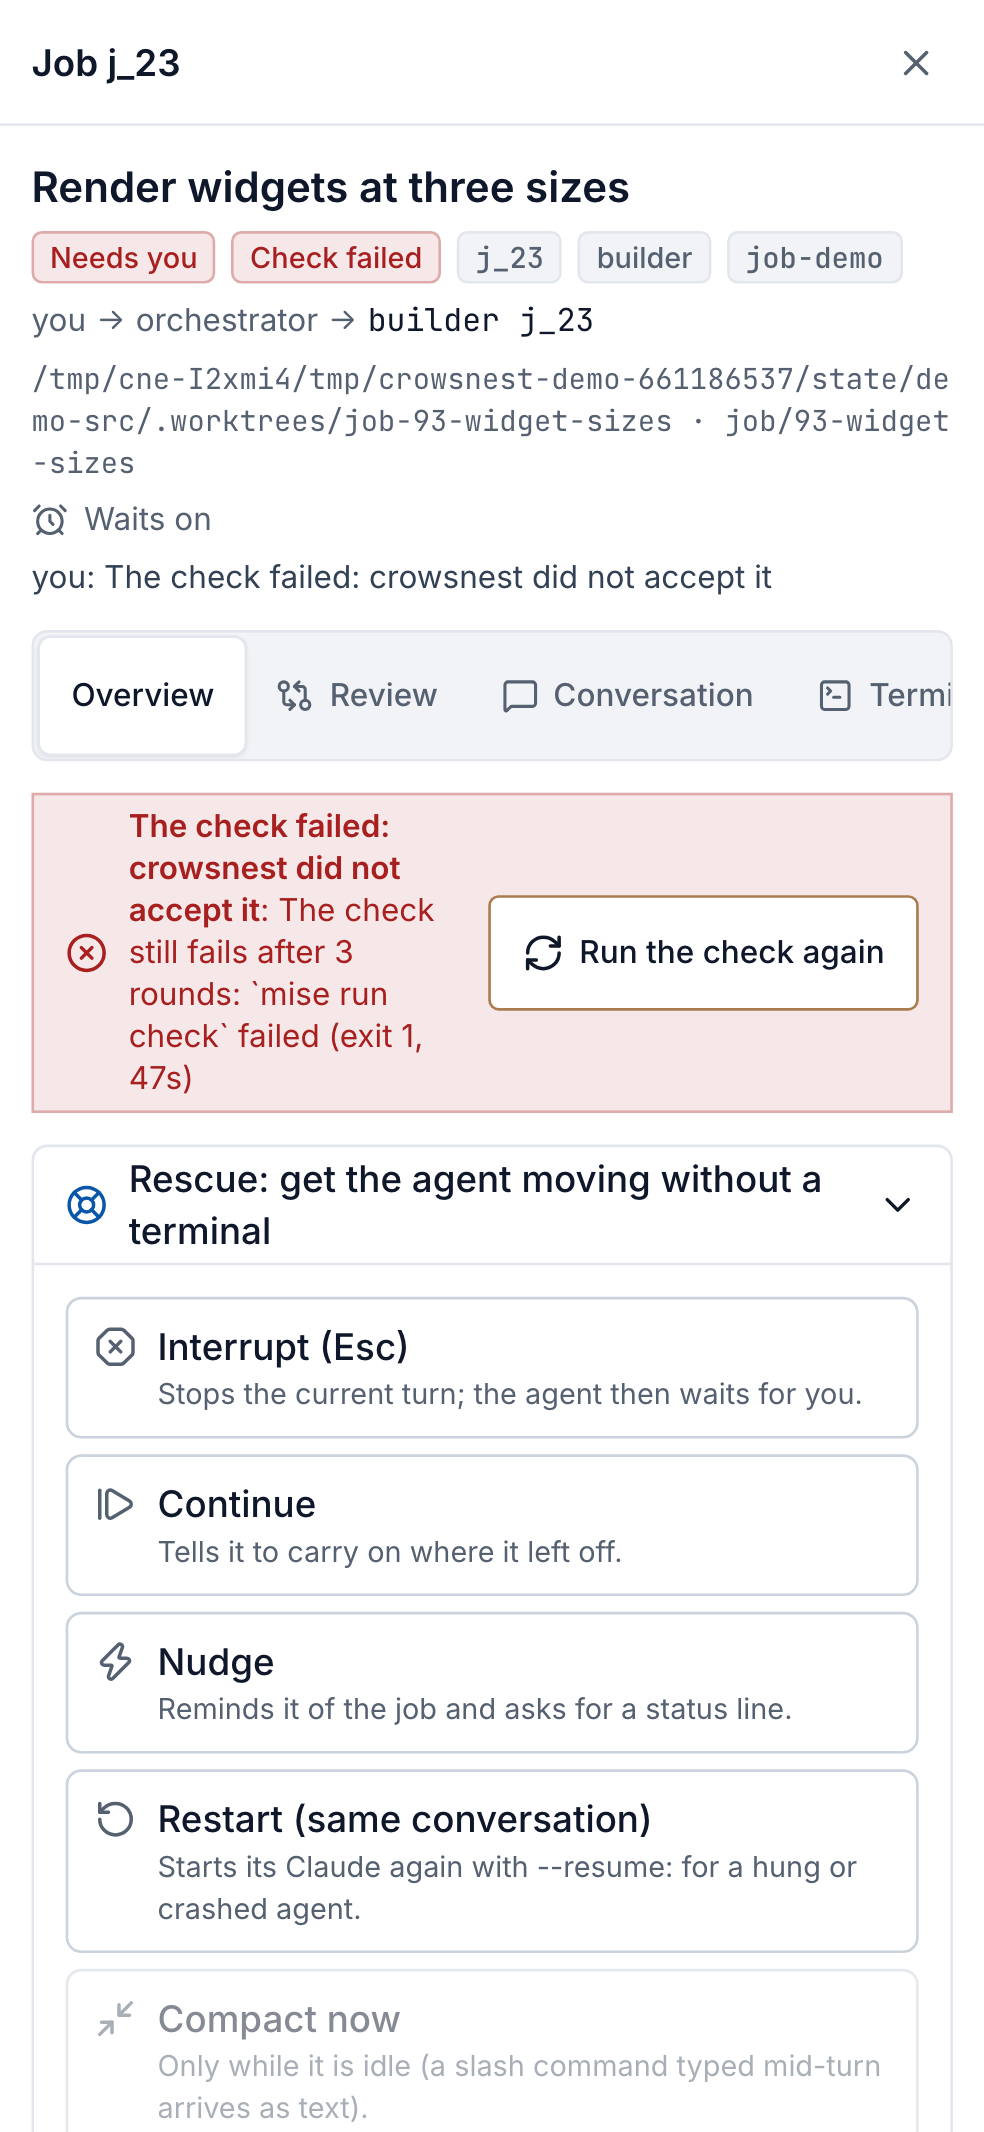 Job j_23
Render widgets at three sizes
Needs you Check failed j_23 builder job-demo
you → orchestrator → builder j_23
/tmp/cne-I2xmi4/tmp/crowsnest-demo-661186537/state/de
mo-src/.worktrees/job-93-widget-sizes · job/93-widget
-sizes
Waits on
you: The check failed: crowsnest did not accept it
Overview Review Conversation Termi
The check failed:
crowsnest did not
accept it: The check
still fails after 3
rounds: `mise run
check` failed (exit 1,
47s)
Run the check again
Rescue: get the agent moving without a
terminal
Interrupt (Esc)
Stops the current turn; the agent then waits for you.
Continue
Tells it to carry on where it left off.
Nudge
Reminds it of the job and asks for a status line.
Restart (same conversation)
Starts its Claude again with --resume: for a hung or
crashed agent.
Compact now
Only while it is idle (a slash command typed mid-turn
arrives as text).